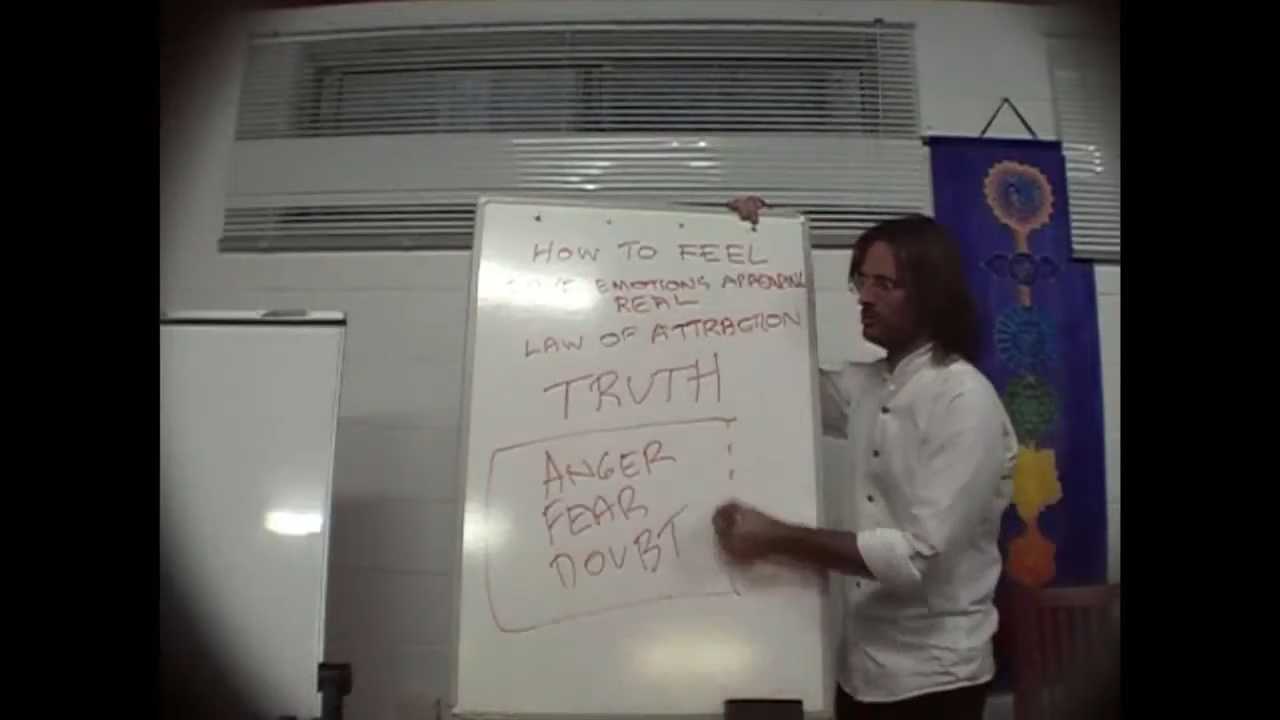 HOW TO FEEL
EMOTIONS
REAL
LAW OF ATTRACTION
TRUTH
ANGER
FEAR
DOUBT